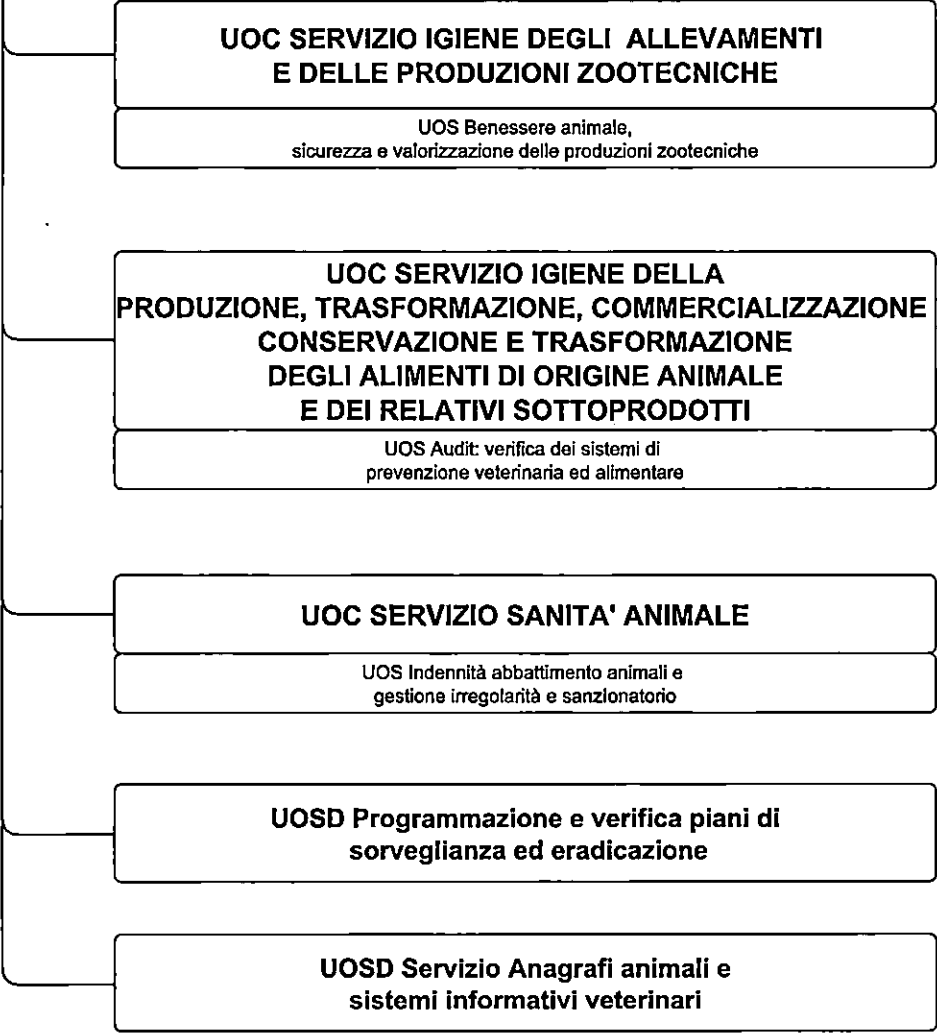 UOC SERVIZIO IGIENE DEGLI ALLEVAMENTI
E DELLE PRODUZIONI ZOOTECNICHE
UOS Benessere animale,
sicurezza e valorizzazione delle produzioni zootecniche
UOC SERVIZIO IGIENE DELLA
PRODUZIONE, TRASFORMAZIONE, COMMERCIALIZZAZIONE
CONSERVAZIONE E TRASFORMAZIONE
DEGLI ALIMENTI DI ORIGINE ANIMALE
E DEI RELATIVI SOTTOPRODOTTI
UOS Audit: verifica dei sistemi di
prevenzione veterinaria ed alimentare
UOC SERVIZIO SANITA' ANIMALE
UOS Indennità abbattimento animali e
gestione irregolarità e sanzionatorio
UOSD Programmazione e verifica piani di
sorveglianza ed eradicazione
UOSD Servizio Anagrafi animali e
sistemi informativi veterinari